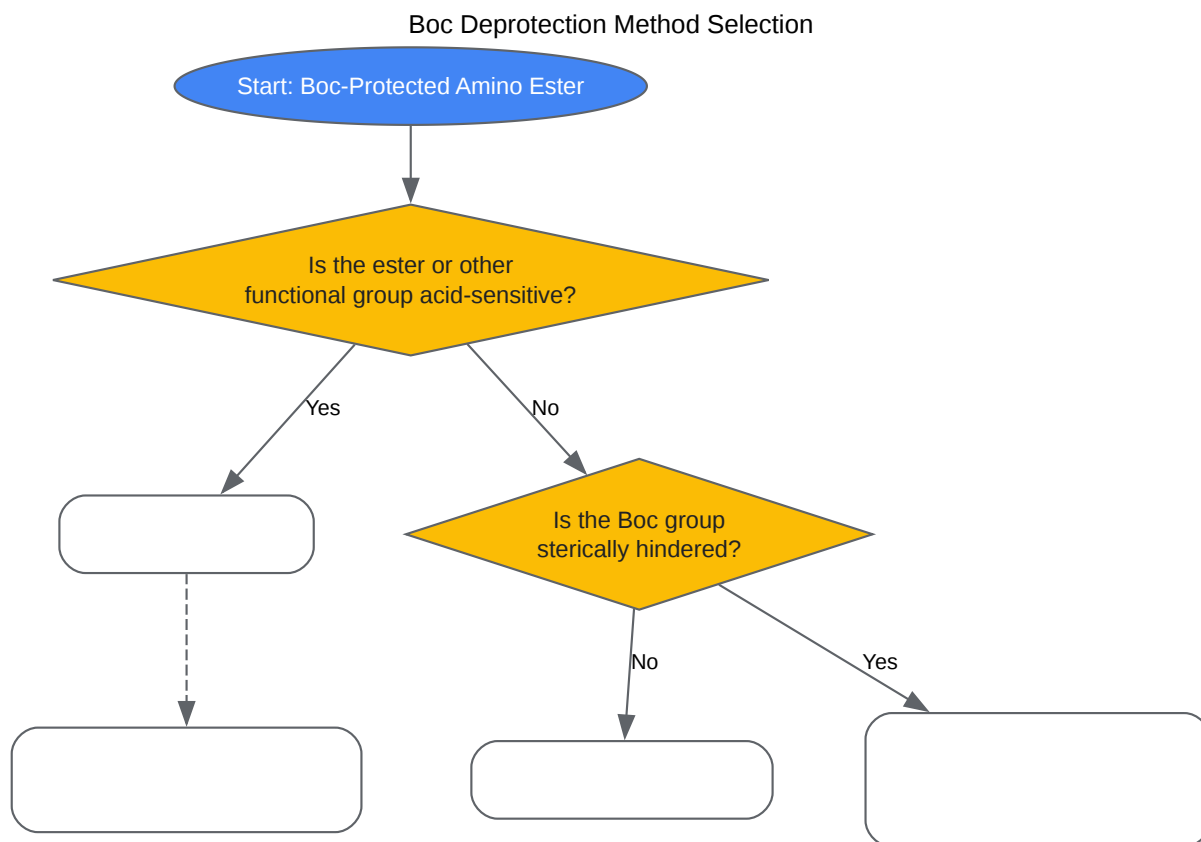 Boc Deprotection Method Selection
Start: Boc-Protected Amino Ester
Is the ester or other
functional group acid-sensitive?
Yes
No
Is the Boc group
sterically hindered?
No
Yes